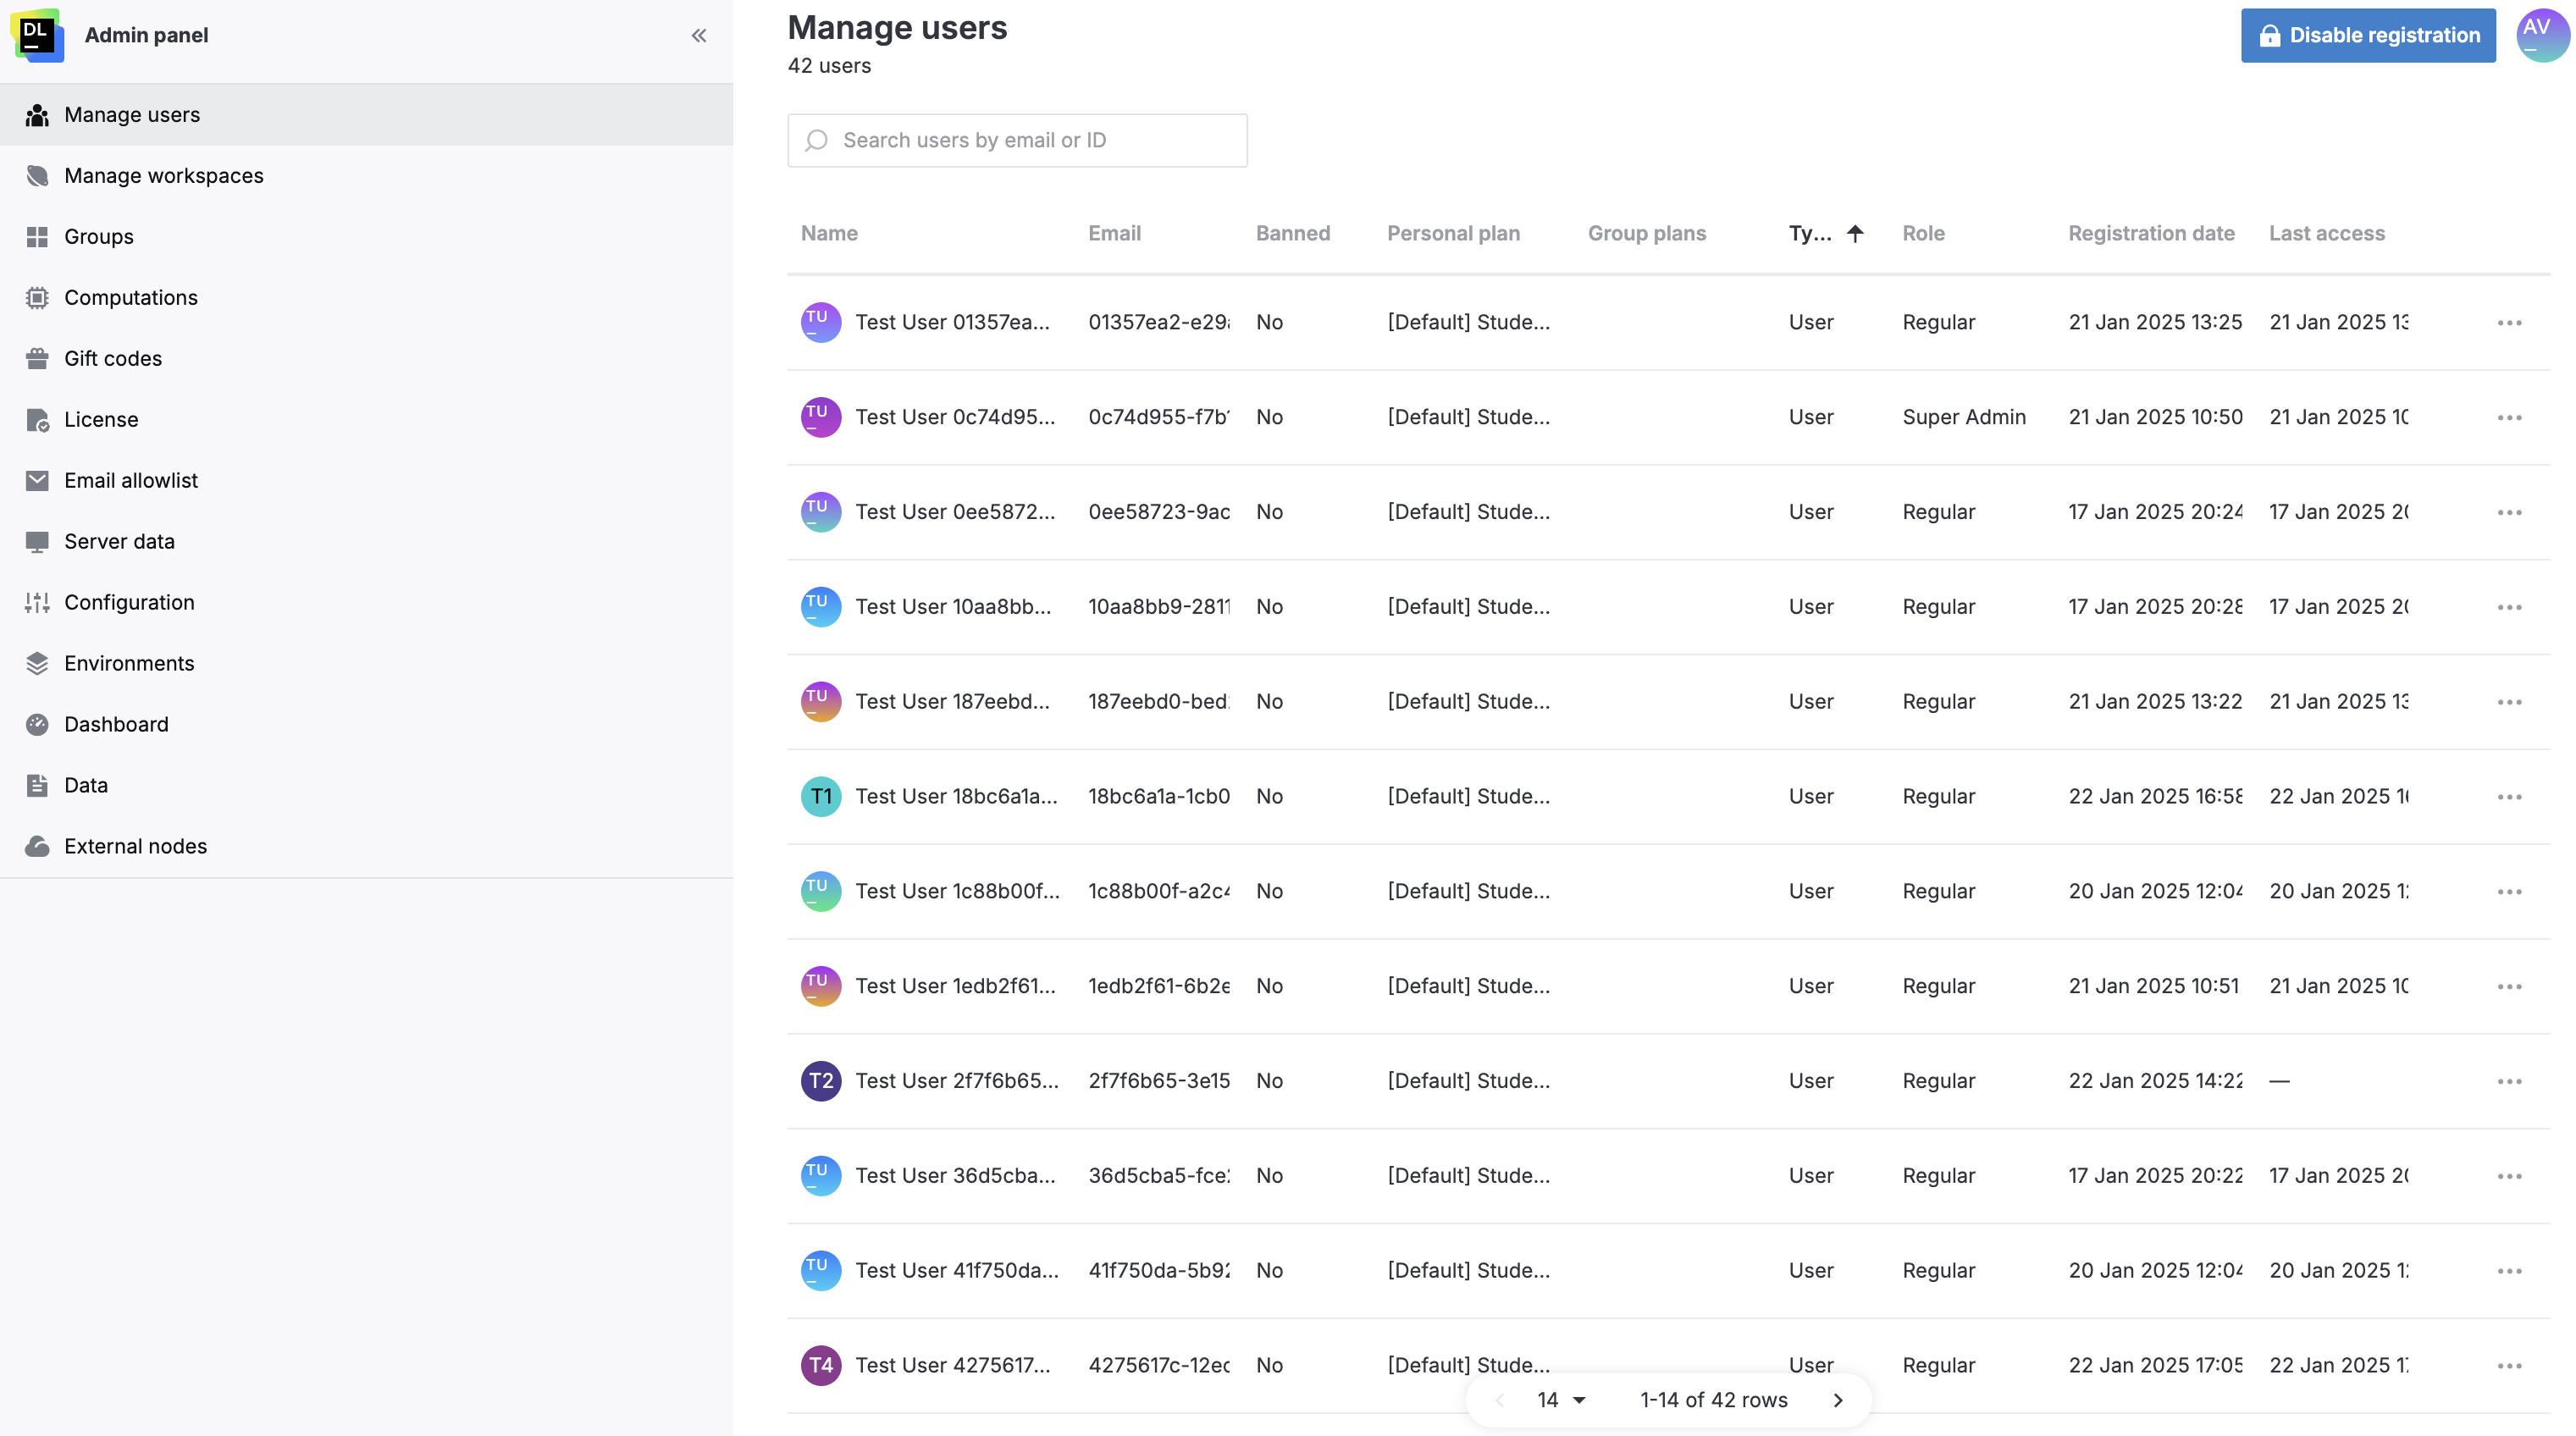 DL
Admin panel
Manage users
Manage workspaces
Groups
Computations
Gift codes
License
Email allowlist
Server data
Configuration
Environments
Dashboard
Data
External nodes
Manage users
42 users
Disable registration
AV
Search users by email or ID
Name Email Banned Personal plan Group plans Ty... Role Registration date Last access
TU Test User 01357ea... 01357ea2-e29 No [Default] Stude... User Regular 21 Jan 2025 13:25 21 Jan 2025 13
TU Test User 0c74d95... 0c74d955-f7b No [Default] Stude... User Super Admin 21 Jan 2025 10:50 21 Jan 2025 10
TU Test User 0ee5872... 0ee58723-9ac No [Default] Stude... User Regular 17 Jan 2025 20:24 17 Jan 2025 20
TU Test User 10aa8bb... 10aa8bb9-2811 No [Default] Stude... User Regular 17 Jan 2025 20:28 17 Jan 2025 20
TU Test User 187eebd... 187eebd0-bed No [Default] Stude... User Regular 21 Jan 2025 13:22 21 Jan 2025 13
T1 Test User 18bc6a1a... 18bc6a1a-1cb0 No [Default] Stude... User Regular 22 Jan 2025 16:58 22 Jan 2025 16
TU Test User 1c88b00f... 1c88b00f-a2c4 No [Default] Stude... User Regular 20 Jan 2025 12:04 20 Jan 2025 1
TU Test User 1edb2f61... 1edb2f61-6b2e No [Default] Stude... User Regular 21 Jan 2025 10:51 21 Jan 2025 10
T2 Test User 2f7f6b65... 2f7f6b65-3e15 No [Default] Stude... User Regular 22 Jan 2025 14:22 —
TU Test User 36d5cba... 36d5cba5-fce No [Default] Stude... User Regular 17 Jan 2025 20:22 17 Jan 2025 20
TU Test User 41f750da... 41f750da-5b92 No [Default] Stude... User Regular 20 Jan 2025 12:04 20 Jan 2025 1
T4 Test User 4275617... 4275617c-12ec No [Default] Stude... User Regular 22 Jan 2025 17:05 22 Jan 2025 1
14 1-14 of 42 rows